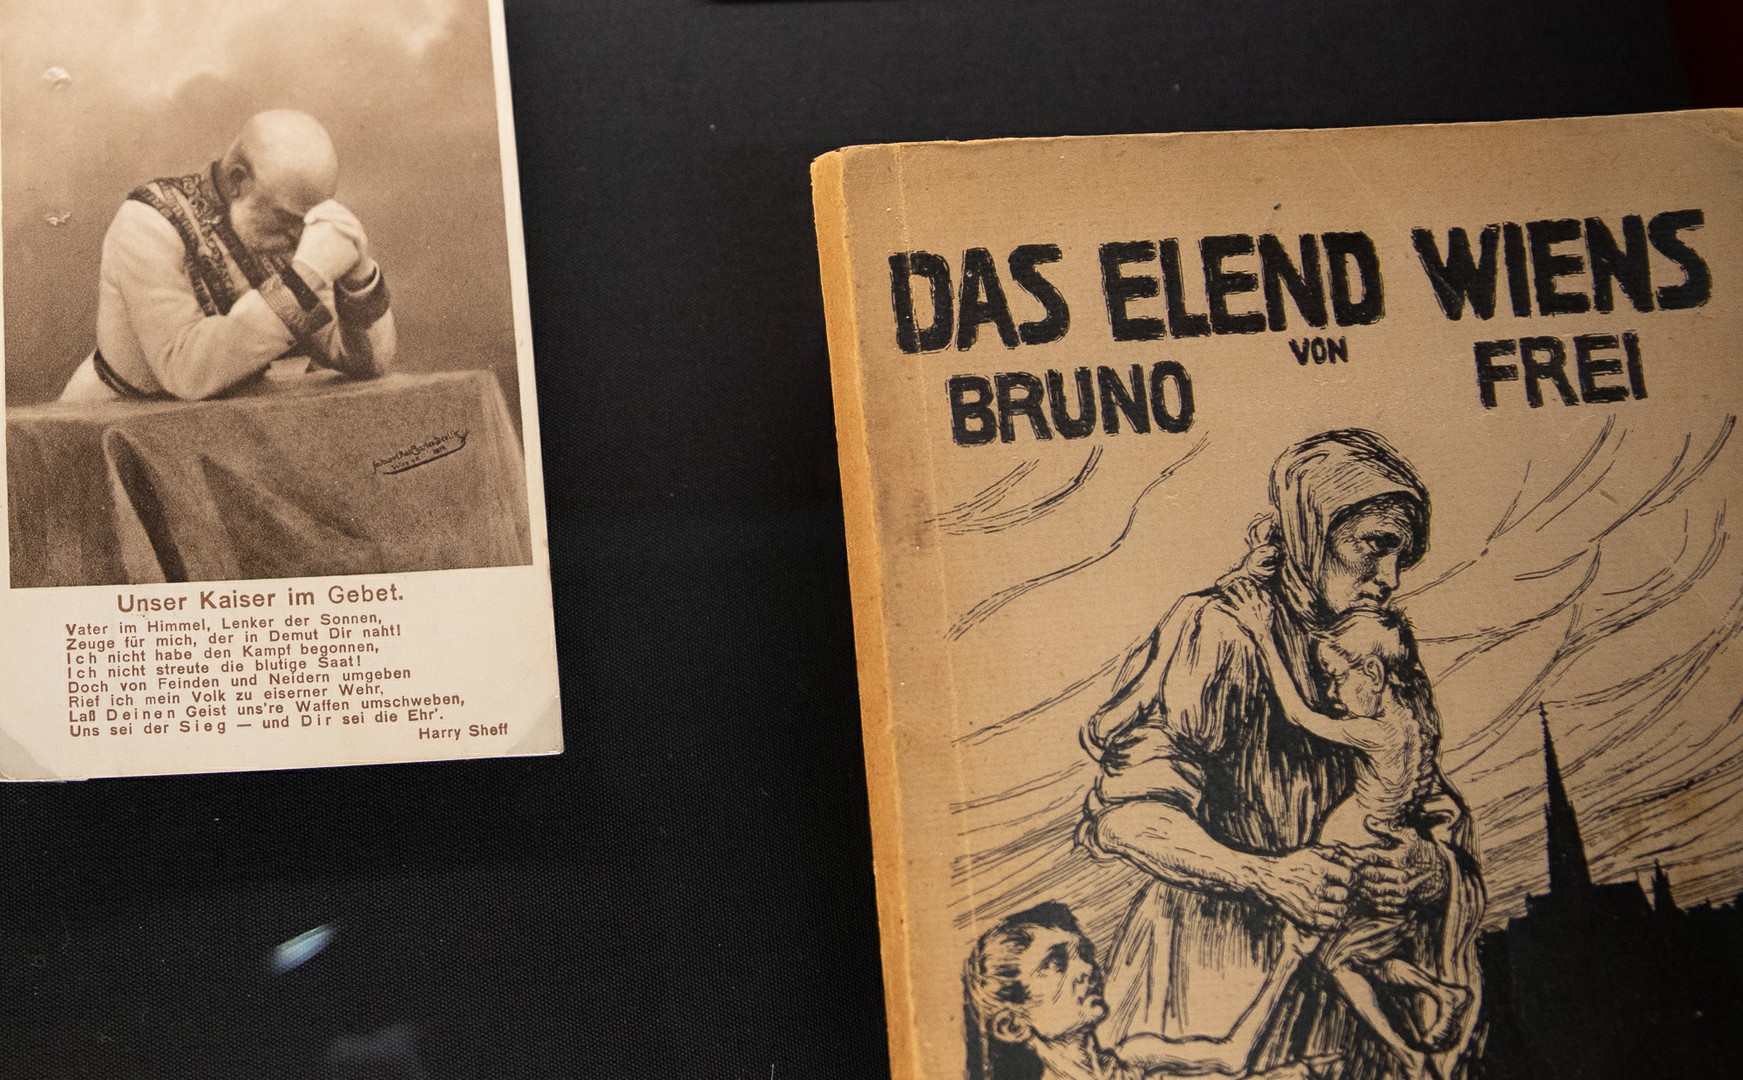 Unser Kaiser im Gebet.
Vater im Himmel, Lenker der Sonnen,
Zeuge für mich, der in Demut Dir naht!
Ich nicht habe den Kampf begonnen,
Ich nicht streute die blutige Saat!
Doch von Feinden und Neidern umgeben
Rief ich mein Volk zu eiserner Wehr,
Laß Deinen Geist uns're Waffen umschweben,
Uns sei der Sieg — und Dir sei die Ehr'.
Harry Sheff
DAS ELEND WIENS
VON
BRUNO FREI